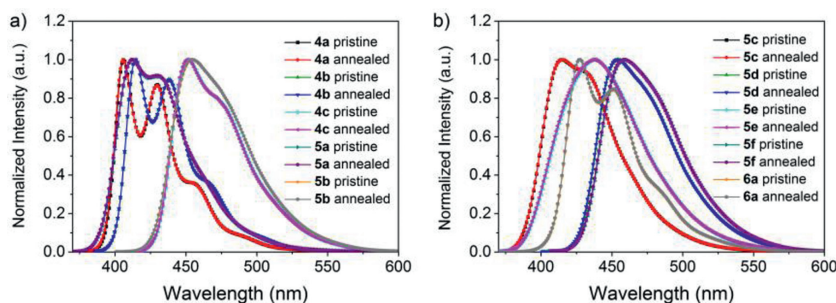 a)
Normalized Intensity (a.u.)
1.0
0.8
0.6
0.4
0.2
0.0
400
450
500
550
600
Wavelength (nm)
4a pristine
4a annealed
4b pristine
4b annealed
4c pristine
4c annealed
5a pristine
5a annealed
5b pristine
5b annealed
b)
Normalized Intensity (a.u.)
1.0
0.8
0.6
0.4
0.2
0.0
400
450
500
550
600
Wavelength (nm)
5c pristine
5c annealed
5d pristine
5d annealed
5e pristine
5e annealed
5f pristine
5f annealed
6a pristine
6a annealed